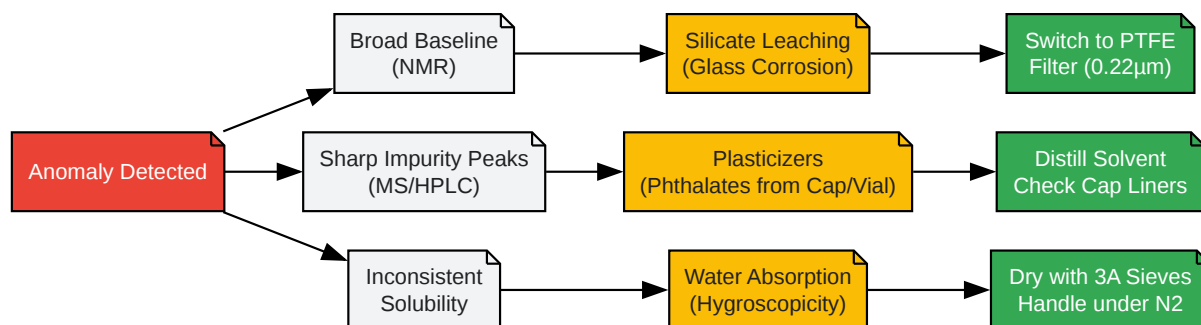 Broad Baseline
(NMR)
Silicate Leaching
(Glass Corrosion)
Switch to PTFE
Filter (0.22µm)
Anomaly Detected
Sharp Impurity Peaks
(MS/HPLC)
Plasticizers
(Phthalates from Cap/Vial)
Distill Solvent
Check Cap Liners
Inconsistent
Solubility
Water Absorption
(Hygroscopicity)
Dry with 3A Sieves
Handle under N2